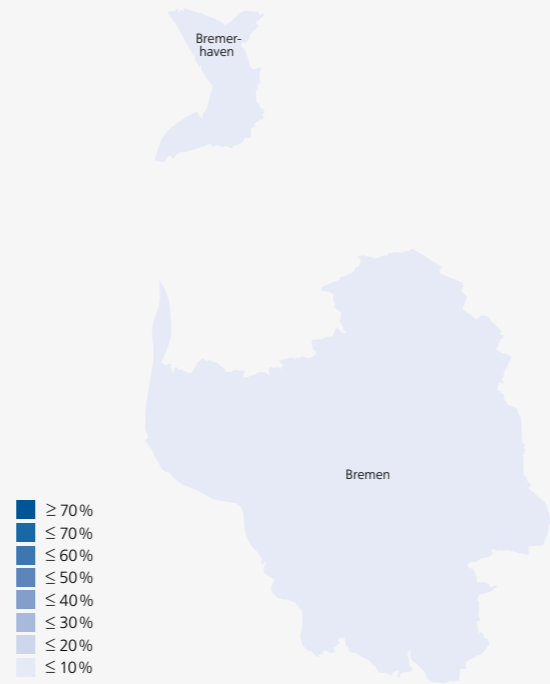 Bremer-
haven
Bremen
≥ 70 %
≤ 70 %
≤ 60 %
≤ 50 %
≤ 40 %
≤ 30 %
≤ 20 %
≤ 10 %